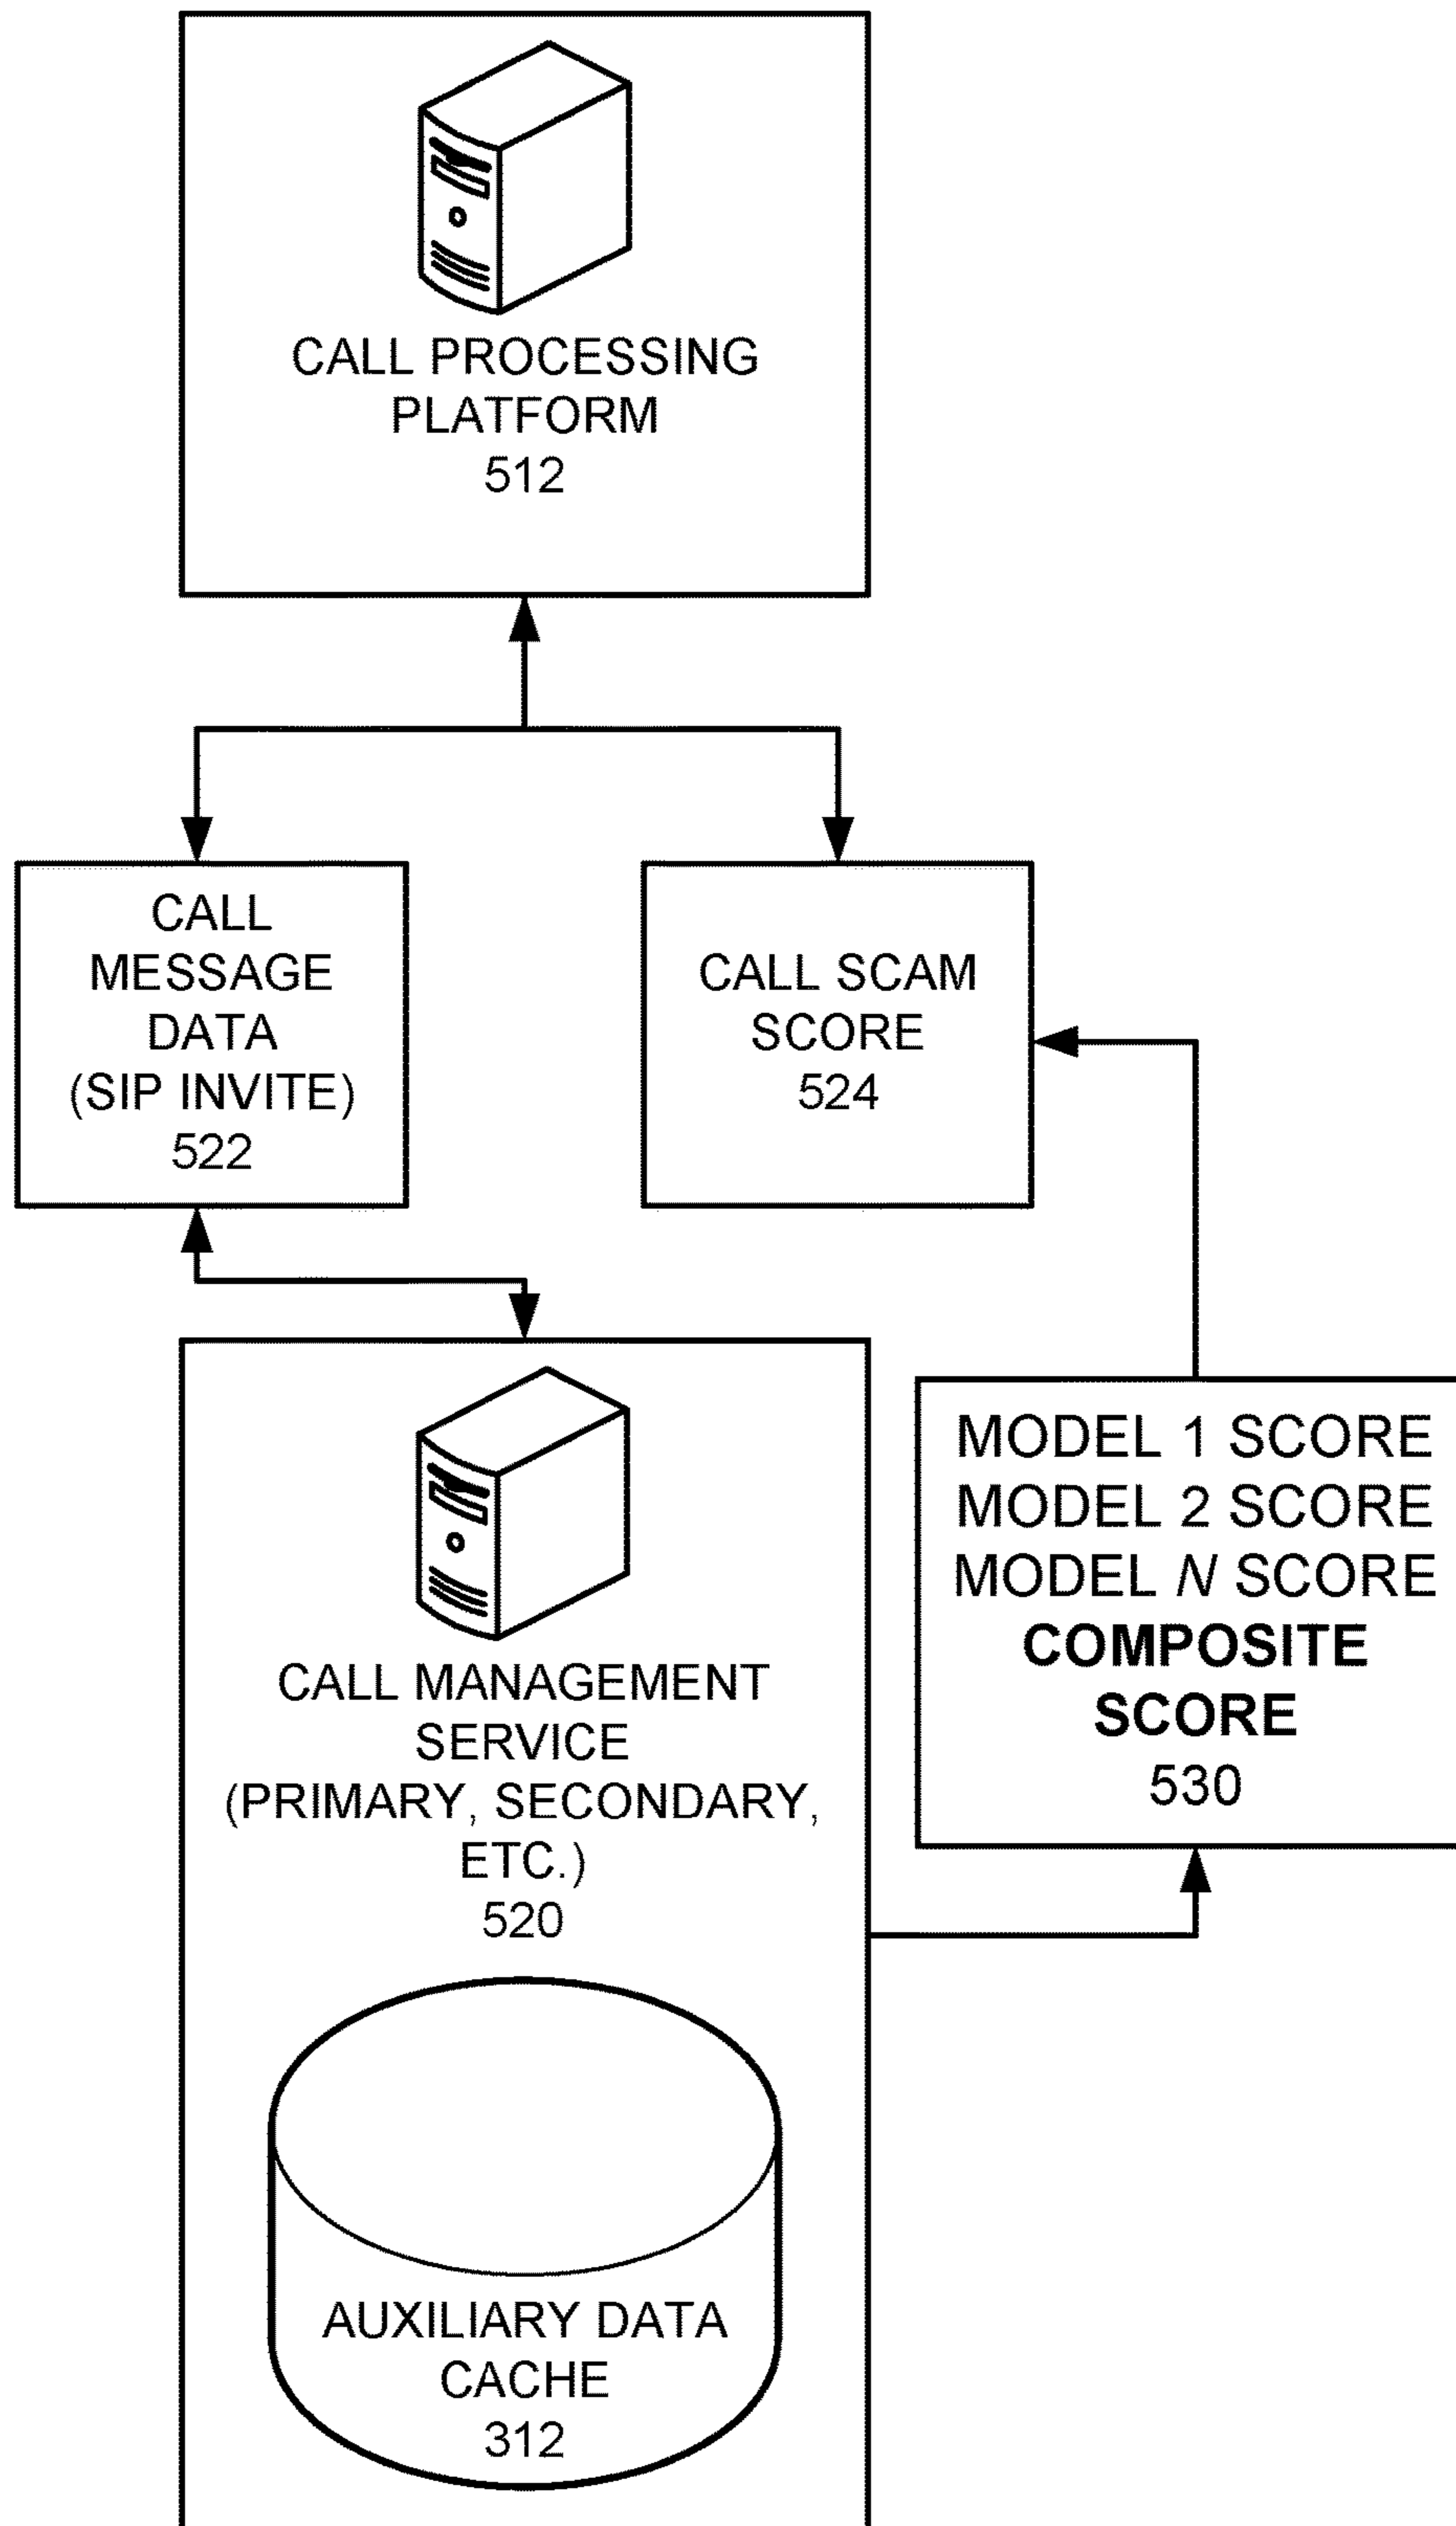 CALL PROCESSING
PLATFORM
512
CALL
MESSAGE
DATA
(SIP INVITE)
522
CALL SCAM
SCORE
524
CALL MANAGEMENT
SERVICE
(PRIMARY, SECONDARY,
ETC.)
520
MODEL 1 SCORE
MODEL 2 SCORE
MODEL N SCORE
COMPOSITE
SCORE
530
AUXILIARY DATA
CACHE
312